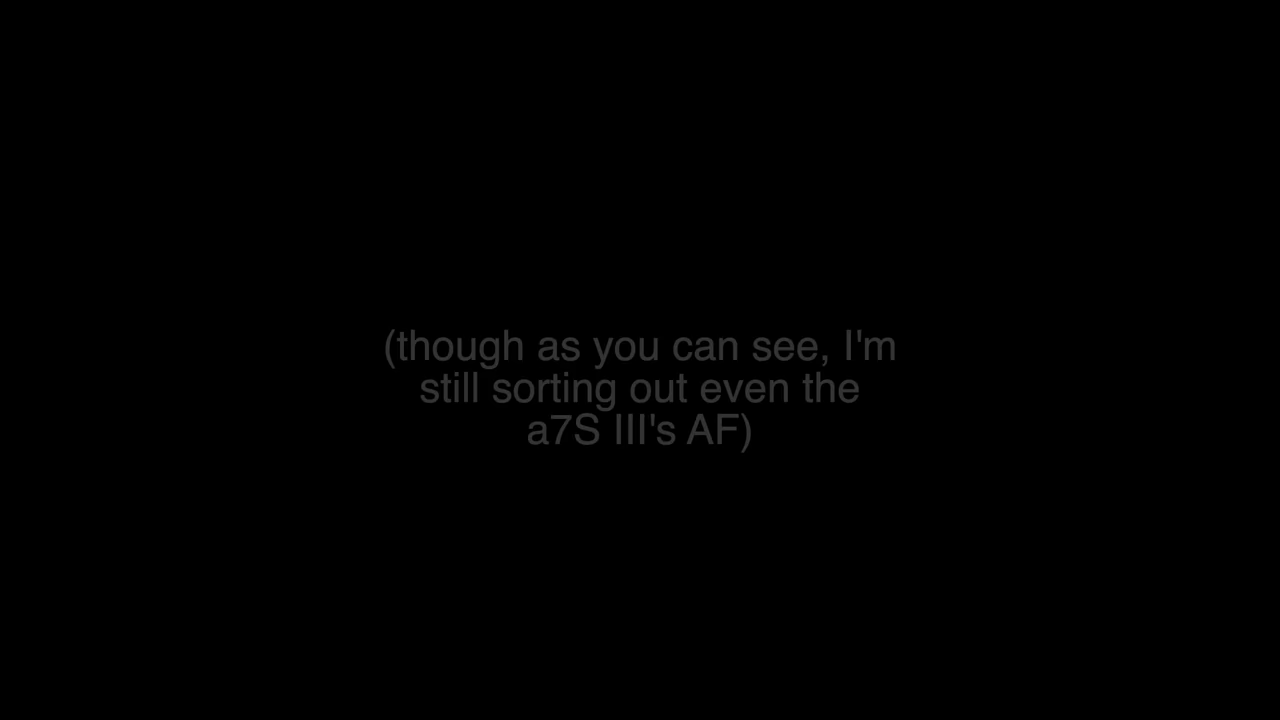 (though as you can see, I'm
still sorting out even the
a7S III's AF)